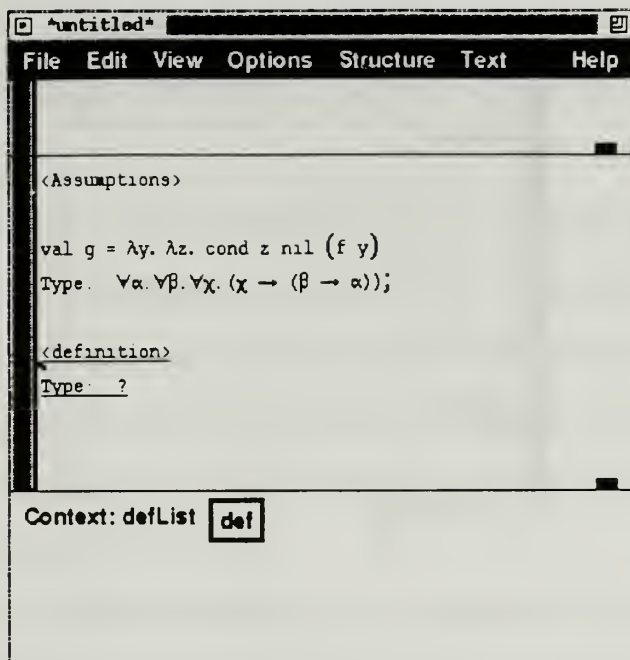 *untitled*
File Edit View Options Structure Text Help
<Assumptions>
val g = λy. λz. cond z nil (f y)
Type: ∀α.∀β.∀χ.(χ → (β → α));
<definition>
Type: ?
Context: defList def